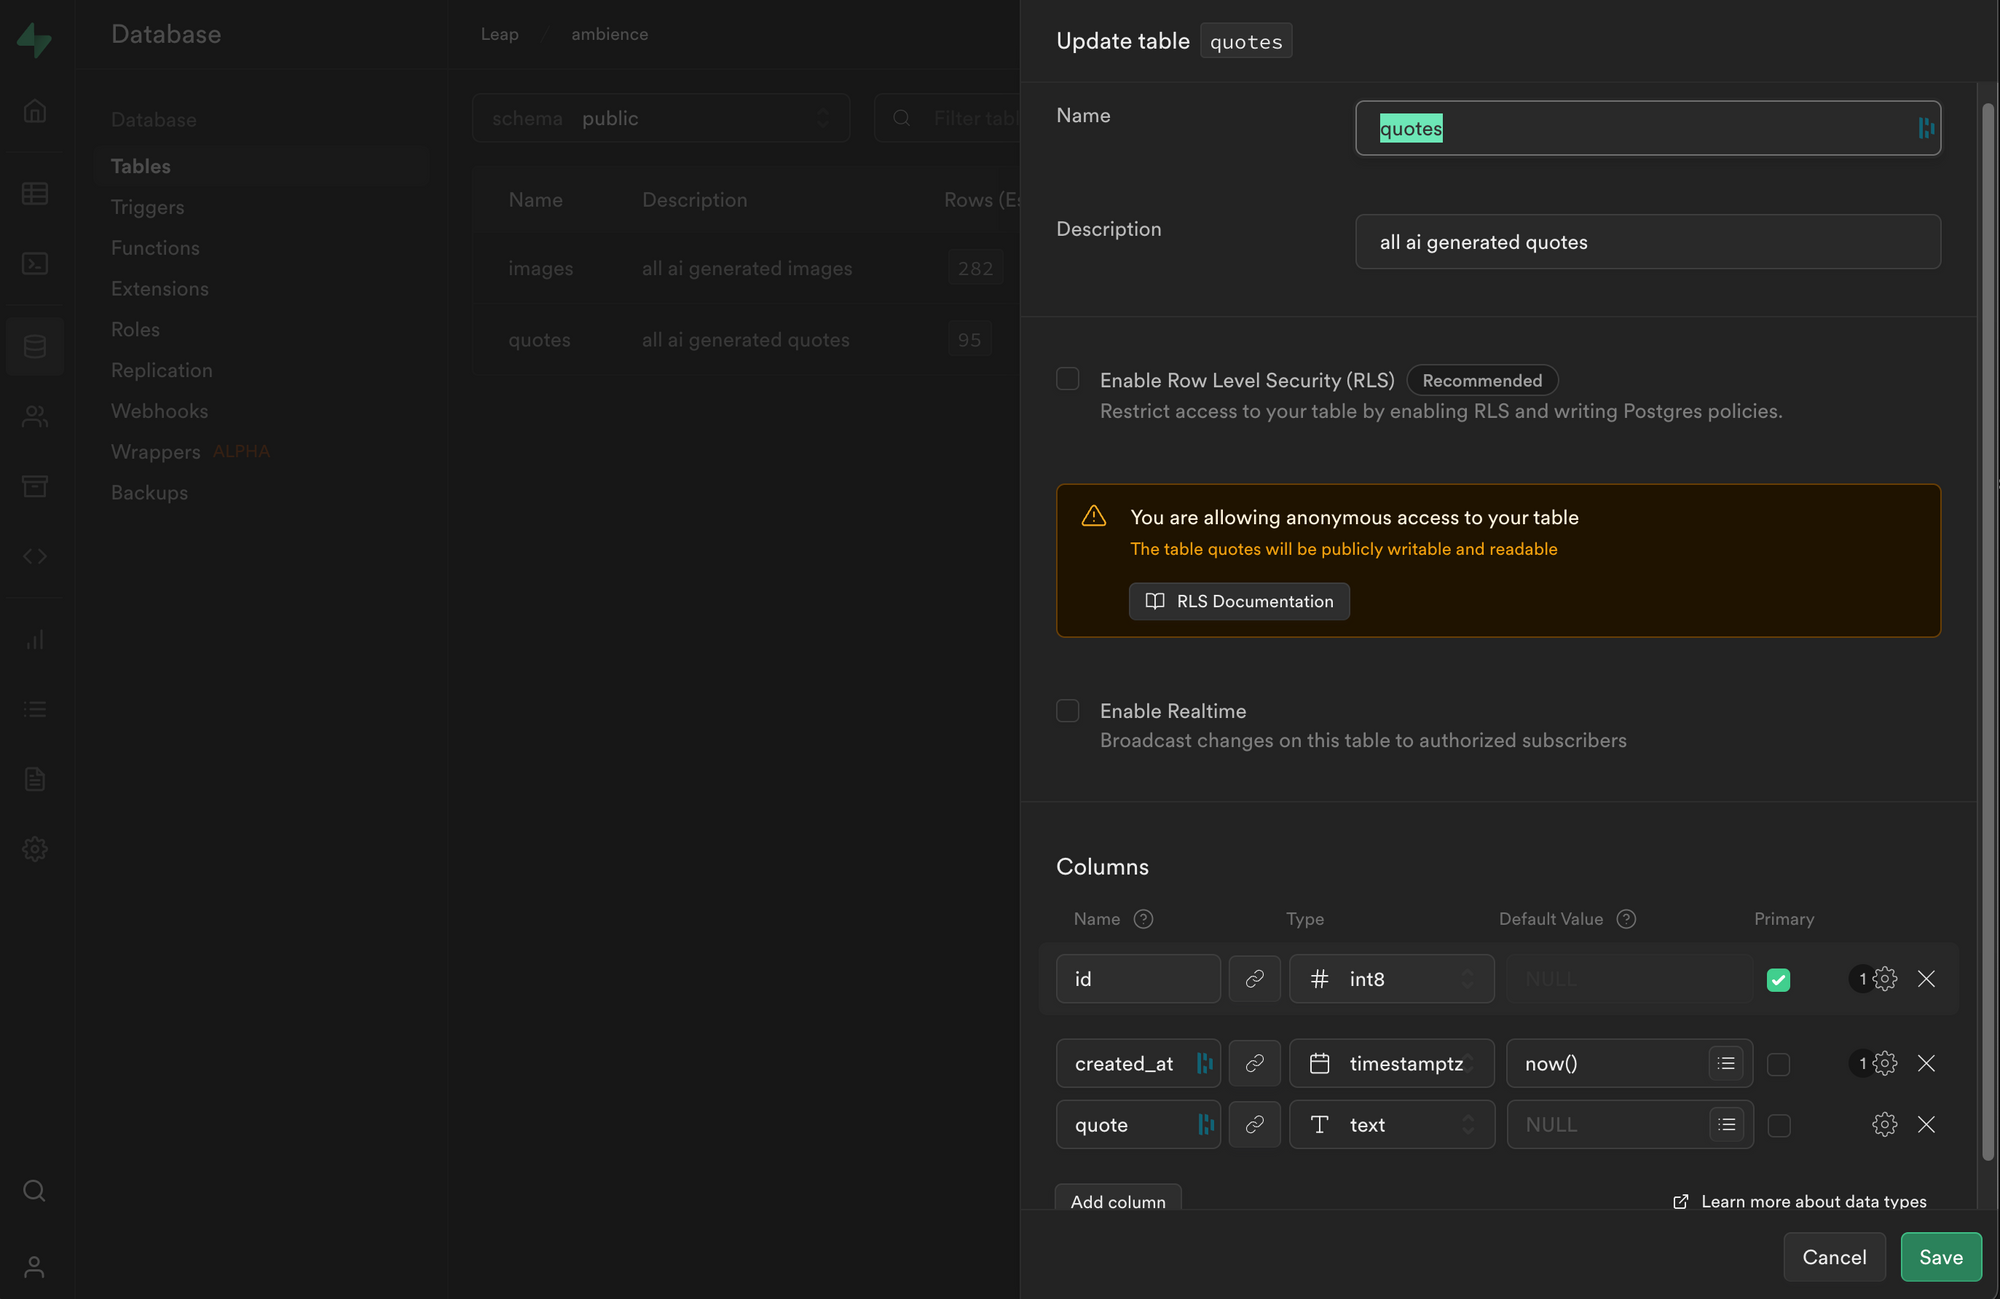 Database
Leap / ambience
Database
Tables
Triggers
Functions
Extensions
Roles
Replication
Webhooks
Wrappers ALPHA
Backups
schema public
Filter tabl
Name Description Rows (Es
images all ai generated images 282
quotes all ai generated quotes 95
Update table quotes
Name
quotes
Description
all ai generated quotes
Enable Row Level Security (RLS) Recommended
Restrict access to your table by enabling RLS and writing Postgres policies.
You are allowing anonymous access to your table
The table quotes will be publicly writable and readable
RLS Documentation
Enable Realtime
Broadcast changes on this table to authorized subscribers
Columns
Name Type Default Value Primary
id # int8 NULL 1
created_at timestamptz now() 1
quote T text NULL
Add column
Learn more about data types
Cancel Save